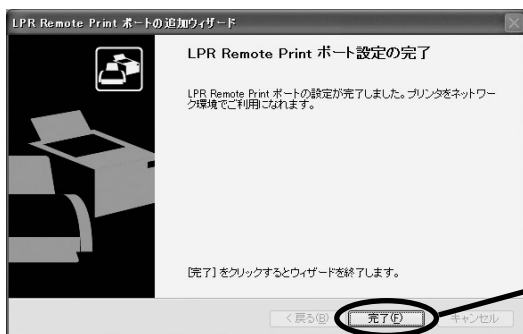 LPR Remote Print ポートの追加ウィザード
LPR Remote Print ポート設定の完了
LPR Remote Print ポートの設定が完了しました。プリンタをネットワー
ク環境でご利用になれます。
[完了] をクリックするとウィザードを終了します。
< 戻る(B)
完了(F)
キャンセル